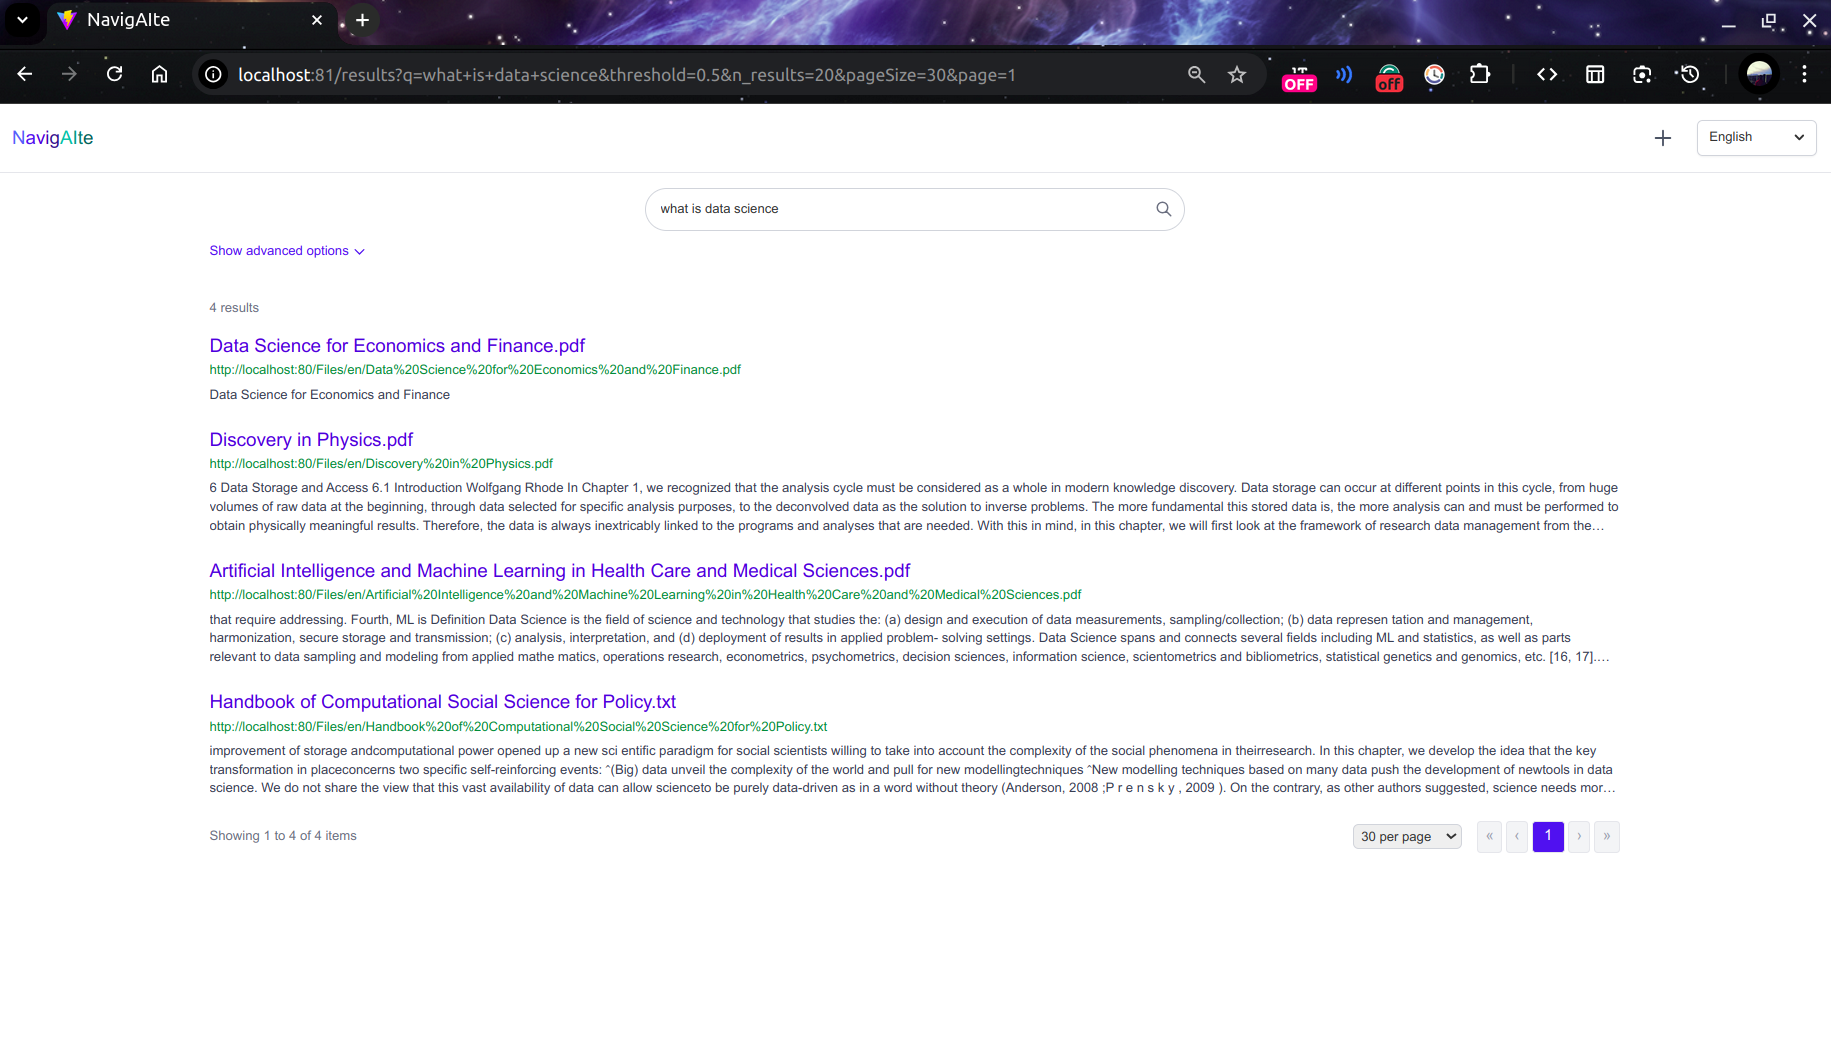 NavigAIte
localhost:81/results?q=what+is+data+science&threshold=0.5&n_results=20&pageSize=30&page=1
OFF
off
NavigAIte
English
what is data science
Show advanced options
4 results
Data Science for Economics and Finance.pdf
http://localhost:80/Files/en/Data%20Science%20for%20Economics%20and%20Finance.pdf
Data Science for Economics and Finance
Discovery in Physics.pdf
http://localhost:80/Files/en/Discovery%20in%20Physics.pdf
6 Data Storage and Access 6.1 Introduction Wolfgang Rhode In Chapter 1, we recognized that the analysis cycle must be considered as a whole in modern knowledge discovery. Data storage can occur at different points in this cycle, from huge
volumes of raw data at the beginning, through data selected for specific analysis purposes, to the deconvolved data as the solution to inverse problems. The more fundamental this stored data is, the more analysis can and must be performed to
obtain physically meaningful results. Therefore, the data is always inextricably linked to the programs and analyses that are needed. With this in mind, in this chapter, we will first look at the framework of research data management from the…
Artificial Intelligence and Machine Learning in Health Care and Medical Sciences.pdf
http://localhost:80/Files/en/Artificial%20Intelligence%20and%20Machine%20Learning%20in%20Health%20Care%20and%20Medical%20Sciences.pdf
that require addressing. Fourth, ML is Definition Data Science is the field of science and technology that studies the: (a) design and execution of data measurements, sampling/collection; (b) data represen tation and management,
harmonization, secure storage and transmission; (c) analysis, interpretation, and (d) deployment of results in applied problem- solving settings. Data Science spans and connects several fields including ML and statistics, as well as parts
relevant to data sampling and modeling from applied mathe matics, operations research, econometrics, psychometrics, decision sciences, information science, scientometrics and bibliometrics, statistical genetics and genomics, etc. [16, 17].…
Handbook of Computational Social Science for Policy.txt
http://localhost:80/Files/en/Handbook%20of%20Computational%20Social%20Science%20for%20Policy.txt
improvement of storage andcomputational power opened up a new sci entific paradigm for social scientists willing to take into account the complexity of the social phenomena in theirresearch. In this chapter, we develop the idea that the key
transformation in placeconcerns two specific self-reinforcing events: ˆ(Big) data unveil the complexity of the world and pull for new modellingtechniques ˆNew modelling techniques based on many data push the development of newtools in data
science. We do not share the view that this vast availability of data can allow scienceto be purely data-driven as in a word without theory (Anderson, 2008 ;P r e n s k y , 2009 ). On the contrary, as other authors suggested, science needs mor…
Showing 1 to 4 of 4 items
30 per page
« ‹ 1 › »